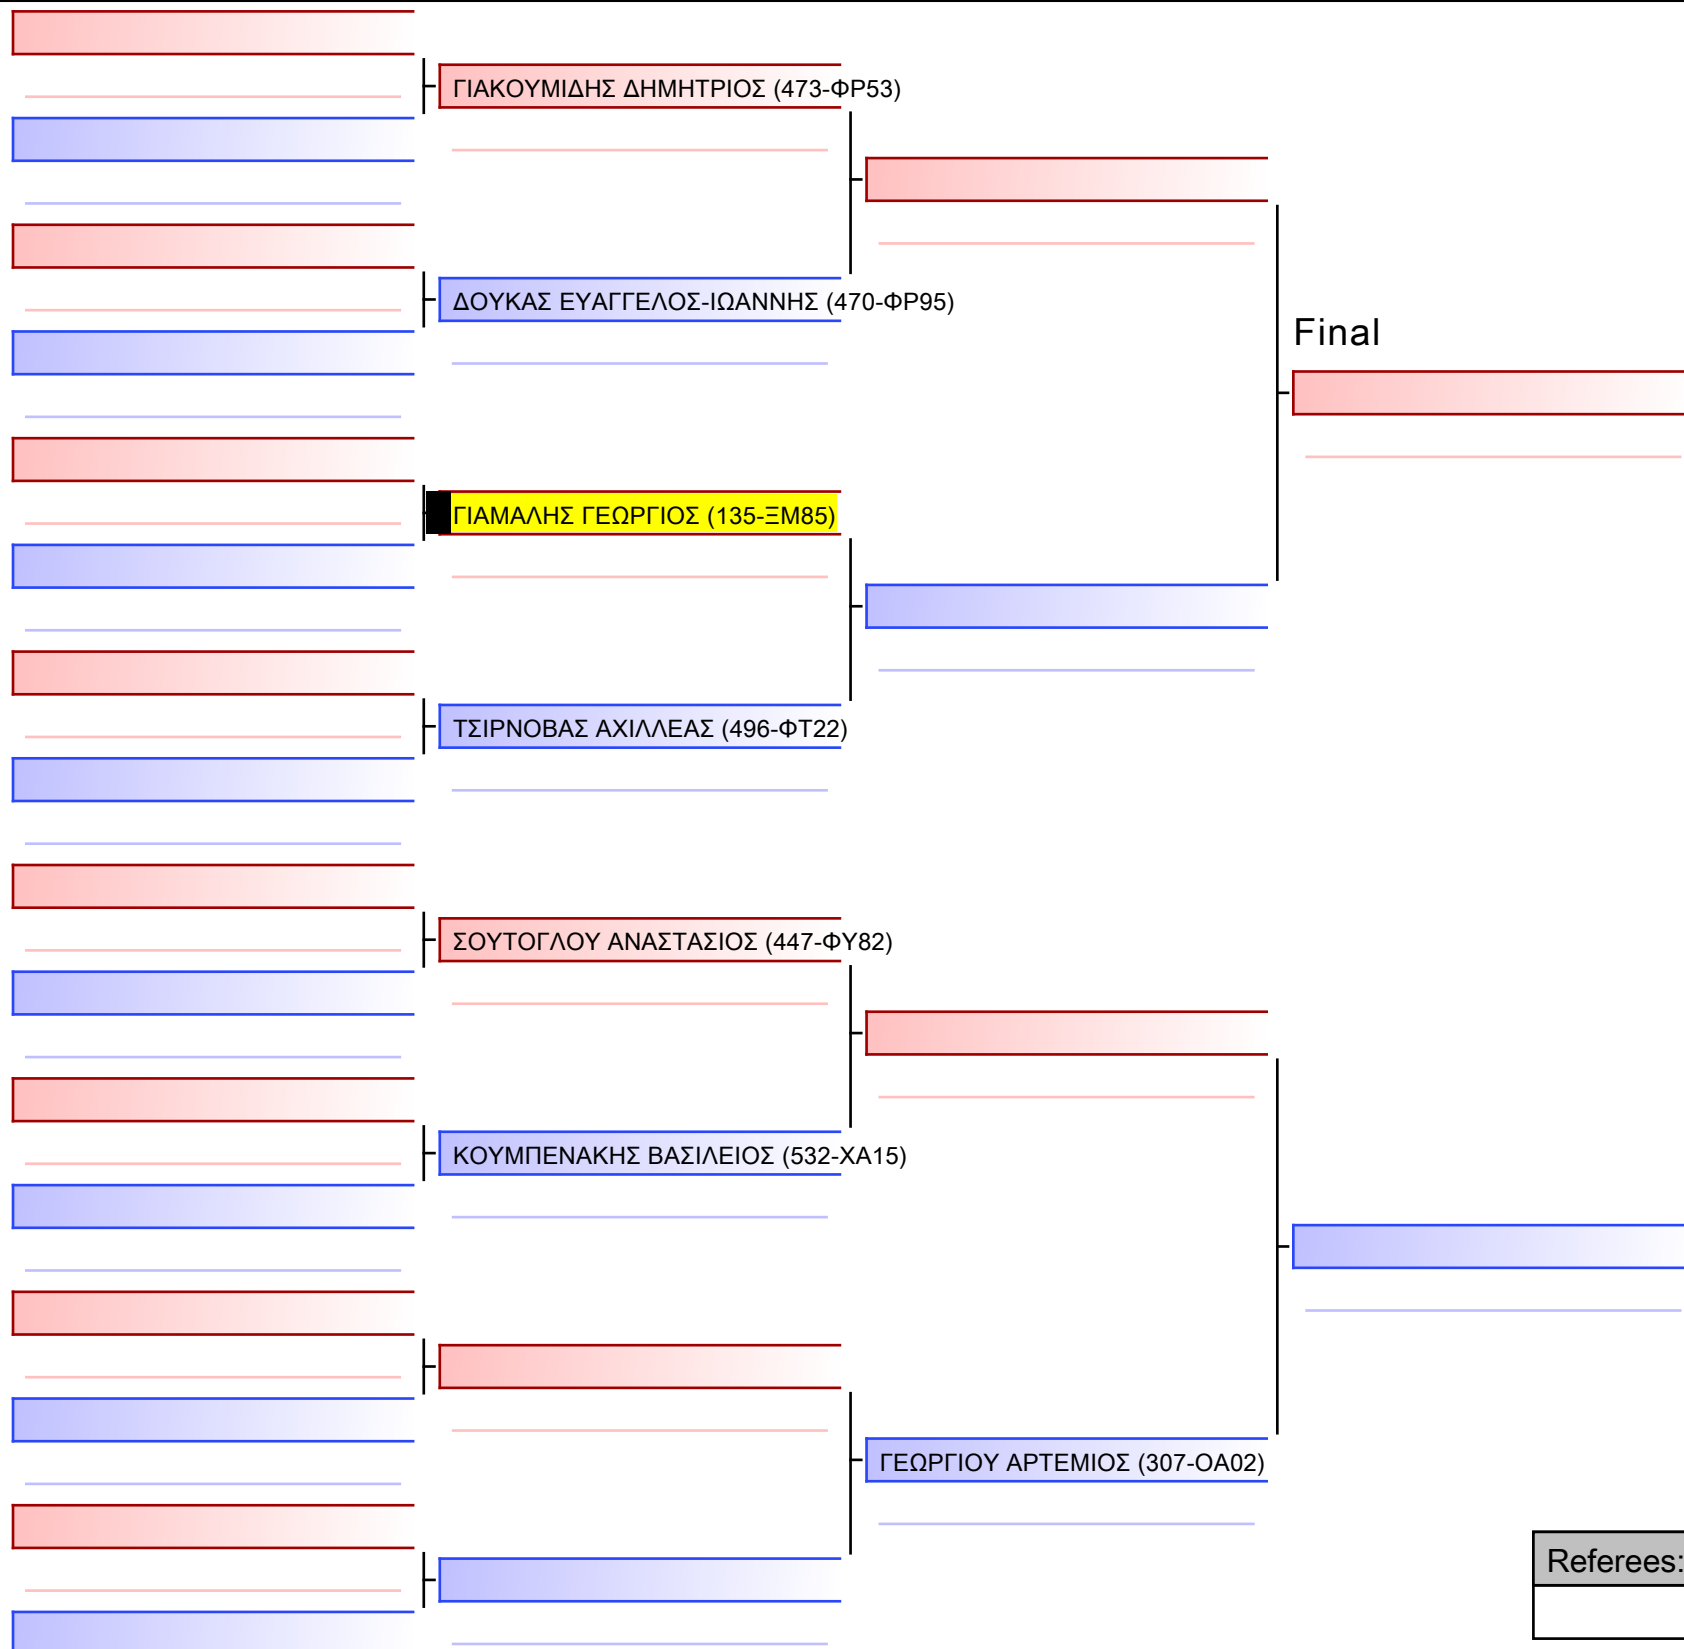 ΓΙΑΚΟΥΜΙΔΗΣ ΔΗΜΗΤΡΙΟΣ (473-ΦΡ53)
ΔΟΥΚΑΣ ΕΥΑΓΓΕΛΟΣ-ΙΩΑΝΝΗΣ (470-ΦΡ95)
Final
ΓΙΑΜΑΛΗΣ ΓΕΩΡΓΙΟΣ (135-ΞΜ85)
ΤΣΙΡΝΟΒΑΣ ΑΧΙΛΛΕΑΣ (496-ΦΤ22)
ΣΟΥΤΟΓΛΟΥ ΑΝΑΣΤΑΣΙΟΣ (447-ΦΥ82)
ΚΟΥΜΠΕΝΑΚΗΣ ΒΑΣΙΛΕΙΟΣ (532-ΧΑ15)
ΓΕΩΡΓΙΟΥ ΑΡΤΕΜΙΟΣ (307-ΟΑ02)
Referees: